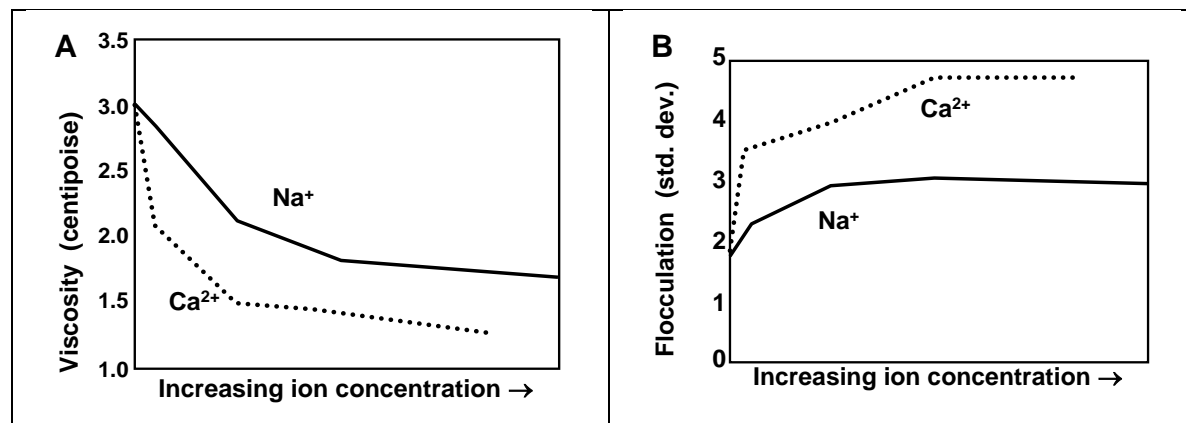 A
Viscosity (centipoise)
3.5
3.0
2.5
2.0
1.5
1.0
Na⁺
Ca²⁺
Increasing ion concentration →
B
Flocculation (std. dev.)
5
4
3
2
1
0
Ca²⁺
Na⁺
Increasing ion concentration →